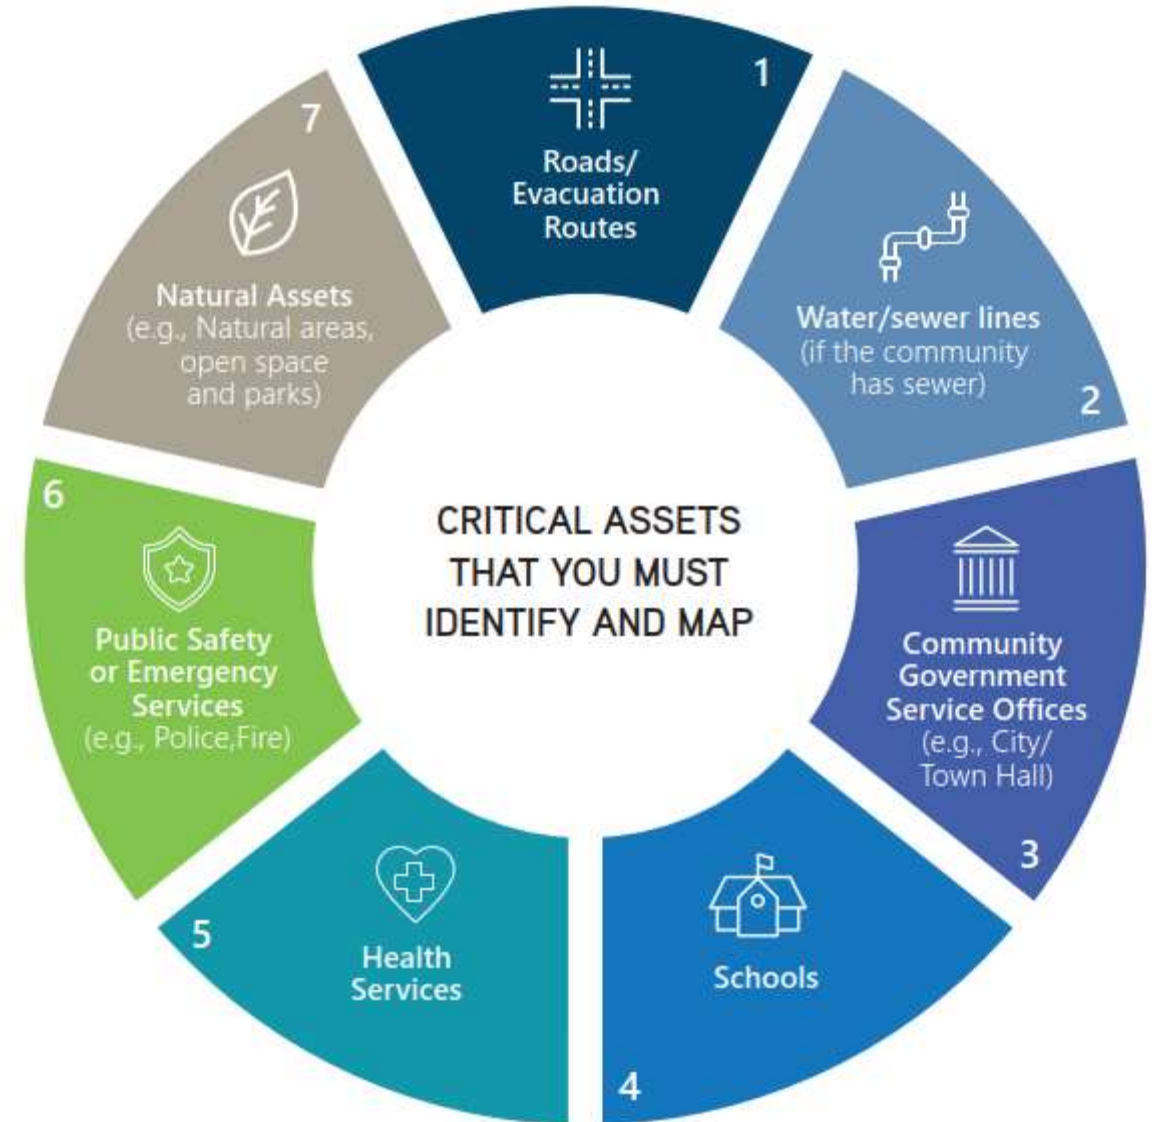 1
Roads/
Evacuation
Routes
Water/sewer lines
(if the community
has sewer)
2
Community
Government
Service Offices
(e.g., City/
Town Hall)
3
Schools
4
5
Health
Services
6
Public Safety
or Emergency
Services
(e.g., Police,Fire)
7
Natural Assets
(e.g., Natural areas,
open space
and parks)
CRITICAL ASSETS
THAT YOU MUST
IDENTIFY AND MAP